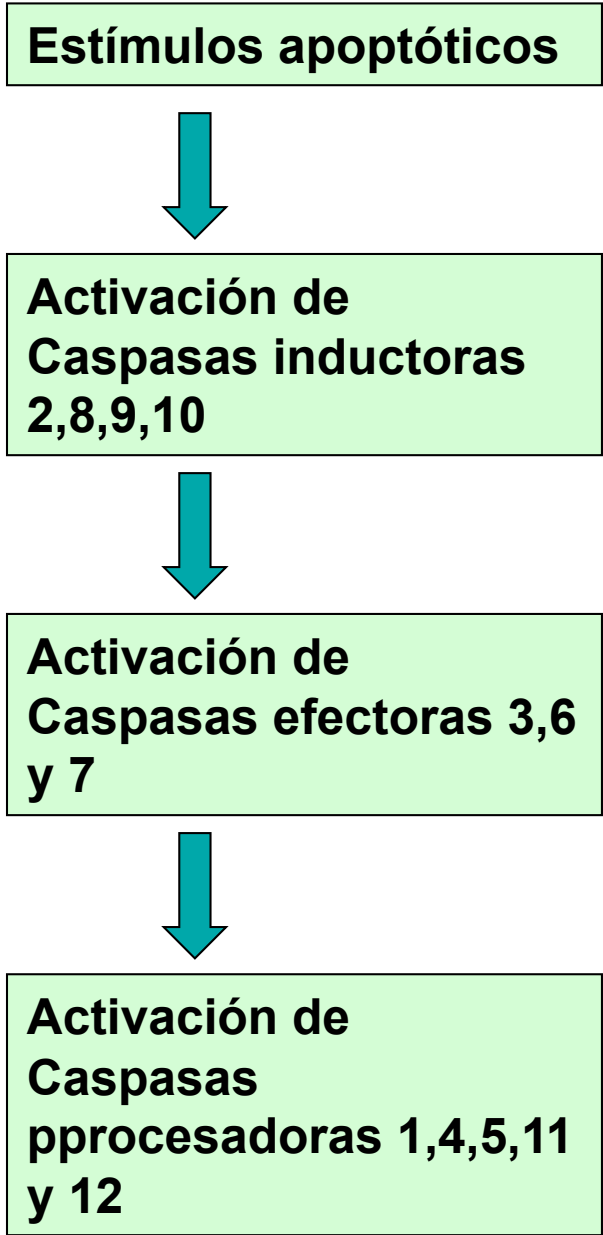 Estímulos apoptóticos
Activación de
Caspasas inductoras
2,8,9,10
Activación de
Caspasas efectoras 3,6
y 7
Activación de
Caspasas
pprocesadoras 1,4,5,11
y 12